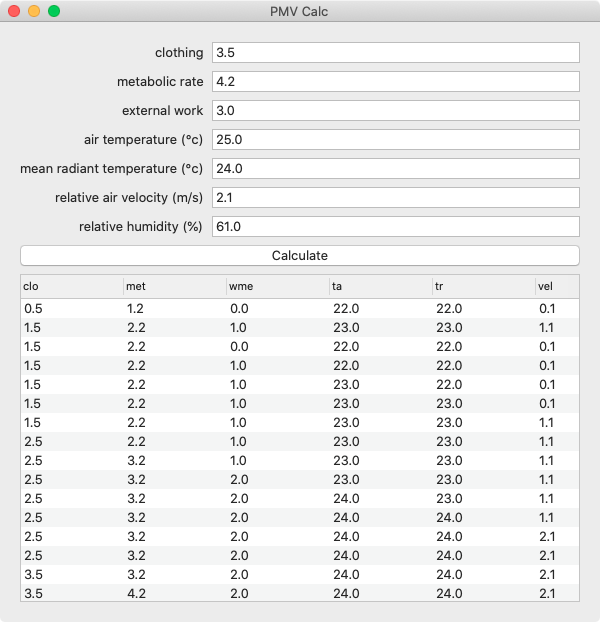 PMV Calc
clothing 3.5
metabolic rate 4.2
external work 3.0
air temperature (°c) 25.0
mean radiant temperature (°c) 24.0
relative air velocity (m/s) 2.1
relative humidity (%) 61.0
Calculate
clo met wme ta tr vel
0.5 1.2 0.0 22.0 22.0 0.1
1.5 2.2 1.0 23.0 23.0 1.1
1.5 2.2 0.0 22.0 22.0 0.1
1.5 2.2 1.0 22.0 22.0 0.1
1.5 2.2 1.0 23.0 22.0 0.1
1.5 2.2 1.0 23.0 23.0 0.1
1.5 2.2 1.0 23.0 23.0 1.1
2.5 2.2 1.0 23.0 23.0 1.1
2.5 3.2 1.0 23.0 23.0 1.1
2.5 3.2 2.0 23.0 23.0 1.1
2.5 3.2 2.0 24.0 23.0 1.1
2.5 3.2 2.0 24.0 24.0 1.1
2.5 3.2 2.0 24.0 24.0 2.1
2.5 3.2 2.0 24.0 24.0 2.1
3.5 3.2 2.0 24.0 24.0 2.1
3.5 4.2 2.0 24.0 24.0 2.1